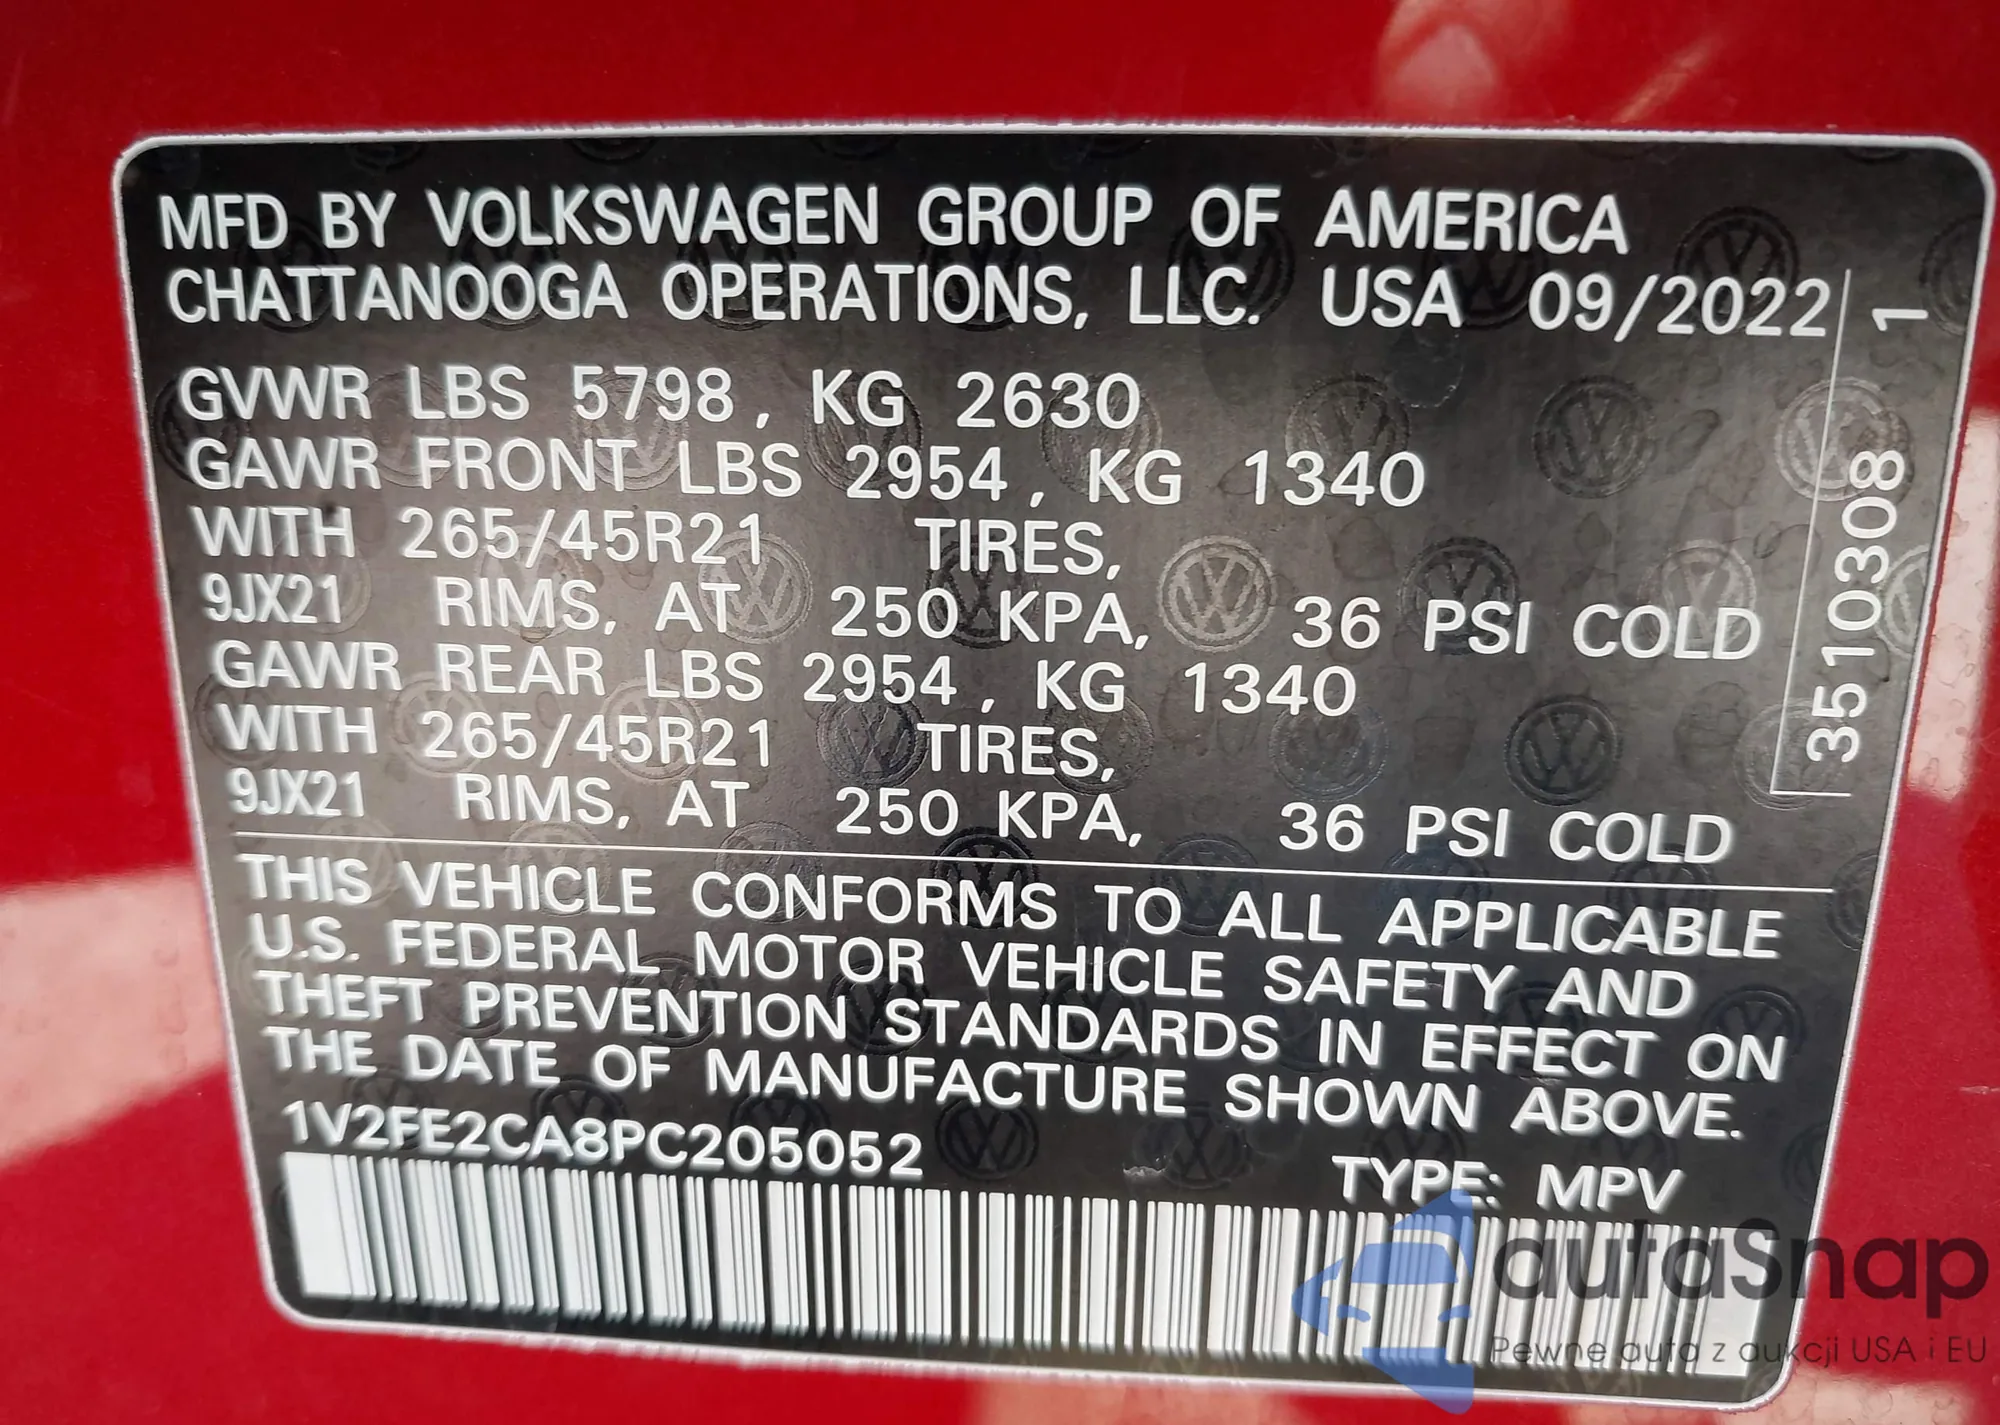 MFD BY VOLKSWAGEN GROUP OF AMERICA
CHATTANOOGA OPERATIONS, LLC. USA 09/2022
GVWR LBS 5798, KG 2630
GAWR FRONT LBS 2954, KG 1340
WITH 265/45R21 TIRES,
9JX21 RIMS, AT 250 KPA, 36 PSI COLD
GAWR REAR LBS 2954, KG 1340
WITH 265/45R21 TIRES,
9JX21 RIMS, AT 250 KPA, 36 PSI COLD
THIS VEHICLE CONFORMS TO ALL APPLICABLE
U.S. FEDERAL MOTOR VEHICLE SAFETY AND
THEFT PREVENTION STANDARDS IN EFFECT ON
THE DATE OF MANUFACTURE SHOWN ABOVE.
1V2FE2CA8PC205052
TYPE: MPV
3510308 1
autaSnap
Pewne auta z aukcji USA i EU